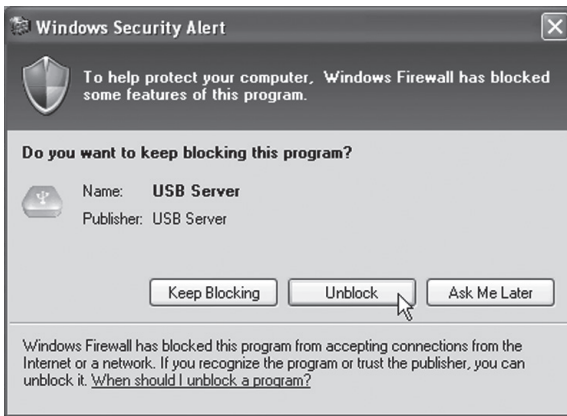 Windows Security Alert
To help protect your computer, Windows Firewall has blocked
some features of this program.
Do you want to keep blocking this program?
Name: USB Server
Publisher: USB Server
Keep Blocking Unblock Ask Me Later
Windows Firewall has blocked this program from accepting connections from the
Internet or a network. If you recognize the program or trust the publisher, you can
unblock it. When should I unblock a program?